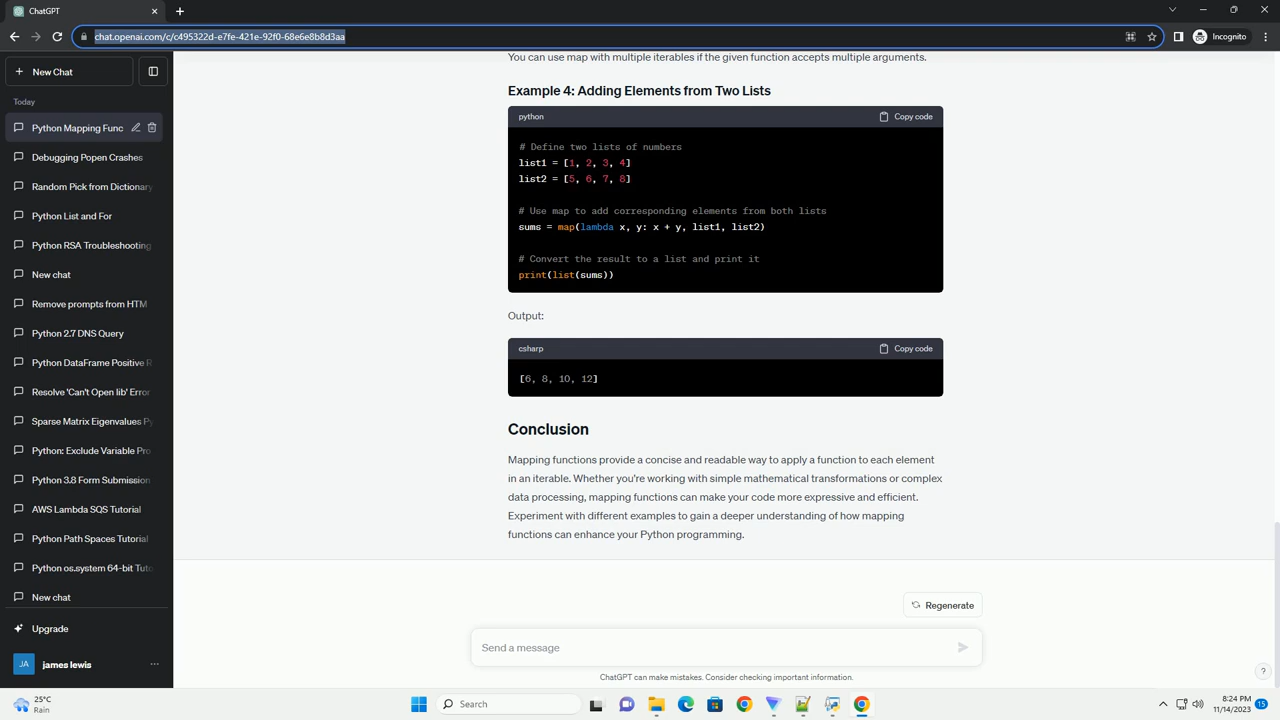 ChatGPT
chat.openai.com/c/c495322d-e7fe-421e-92f0-68e6e8b8d3aa
Incognito
New Chat
Today
Python Mapping Func
Debugging Popen Crashes
Random Pick from Dictionary
Python List and For
Python RSA Troubleshooting
New chat
Remove prompts from HTM
Python 2.7 DNS Query
Python DataFrame Positive R
Resolve 'Can't Open lib' Error
Sparse Matrix Eigenvalues Py
Python: Exclude Variable Pro
Python 3.8 Form Submission
AWS Lambda SQS Tutorial
Python Path Spaces Tutorial
Python os.system 64-bit Tuto
New chat
Upgrade
JA james lewis
You can use map with multiple iterables if the given function accepts multiple arguments.
Example 4: Adding Elements from Two Lists
python Copy code
# Define two lists of numbers
list1 = [1, 2, 3, 4]
list2 = [5, 6, 7, 8]
# Use map to add corresponding elements from both lists
sums = map(lambda x, y: x + y, list1, list2)
# Convert the result to a list and print it
print(list(sums))
Output:
csharp Copy code
[6, 8, 10, 12]
Conclusion
Mapping functions provide a concise and readable way to apply a function to each element
in an iterable. Whether you're working with simple mathematical transformations or complex
data processing, mapping functions can make your code more expressive and efficient.
Experiment with different examples to gain a deeper understanding of how mapping
functions can enhance your Python programming.
Regenerate
Send a message
ChatGPT can make mistakes. Consider checking important information.
?
25°C
Rain
Search
8:24 PM
11/14/2023
15